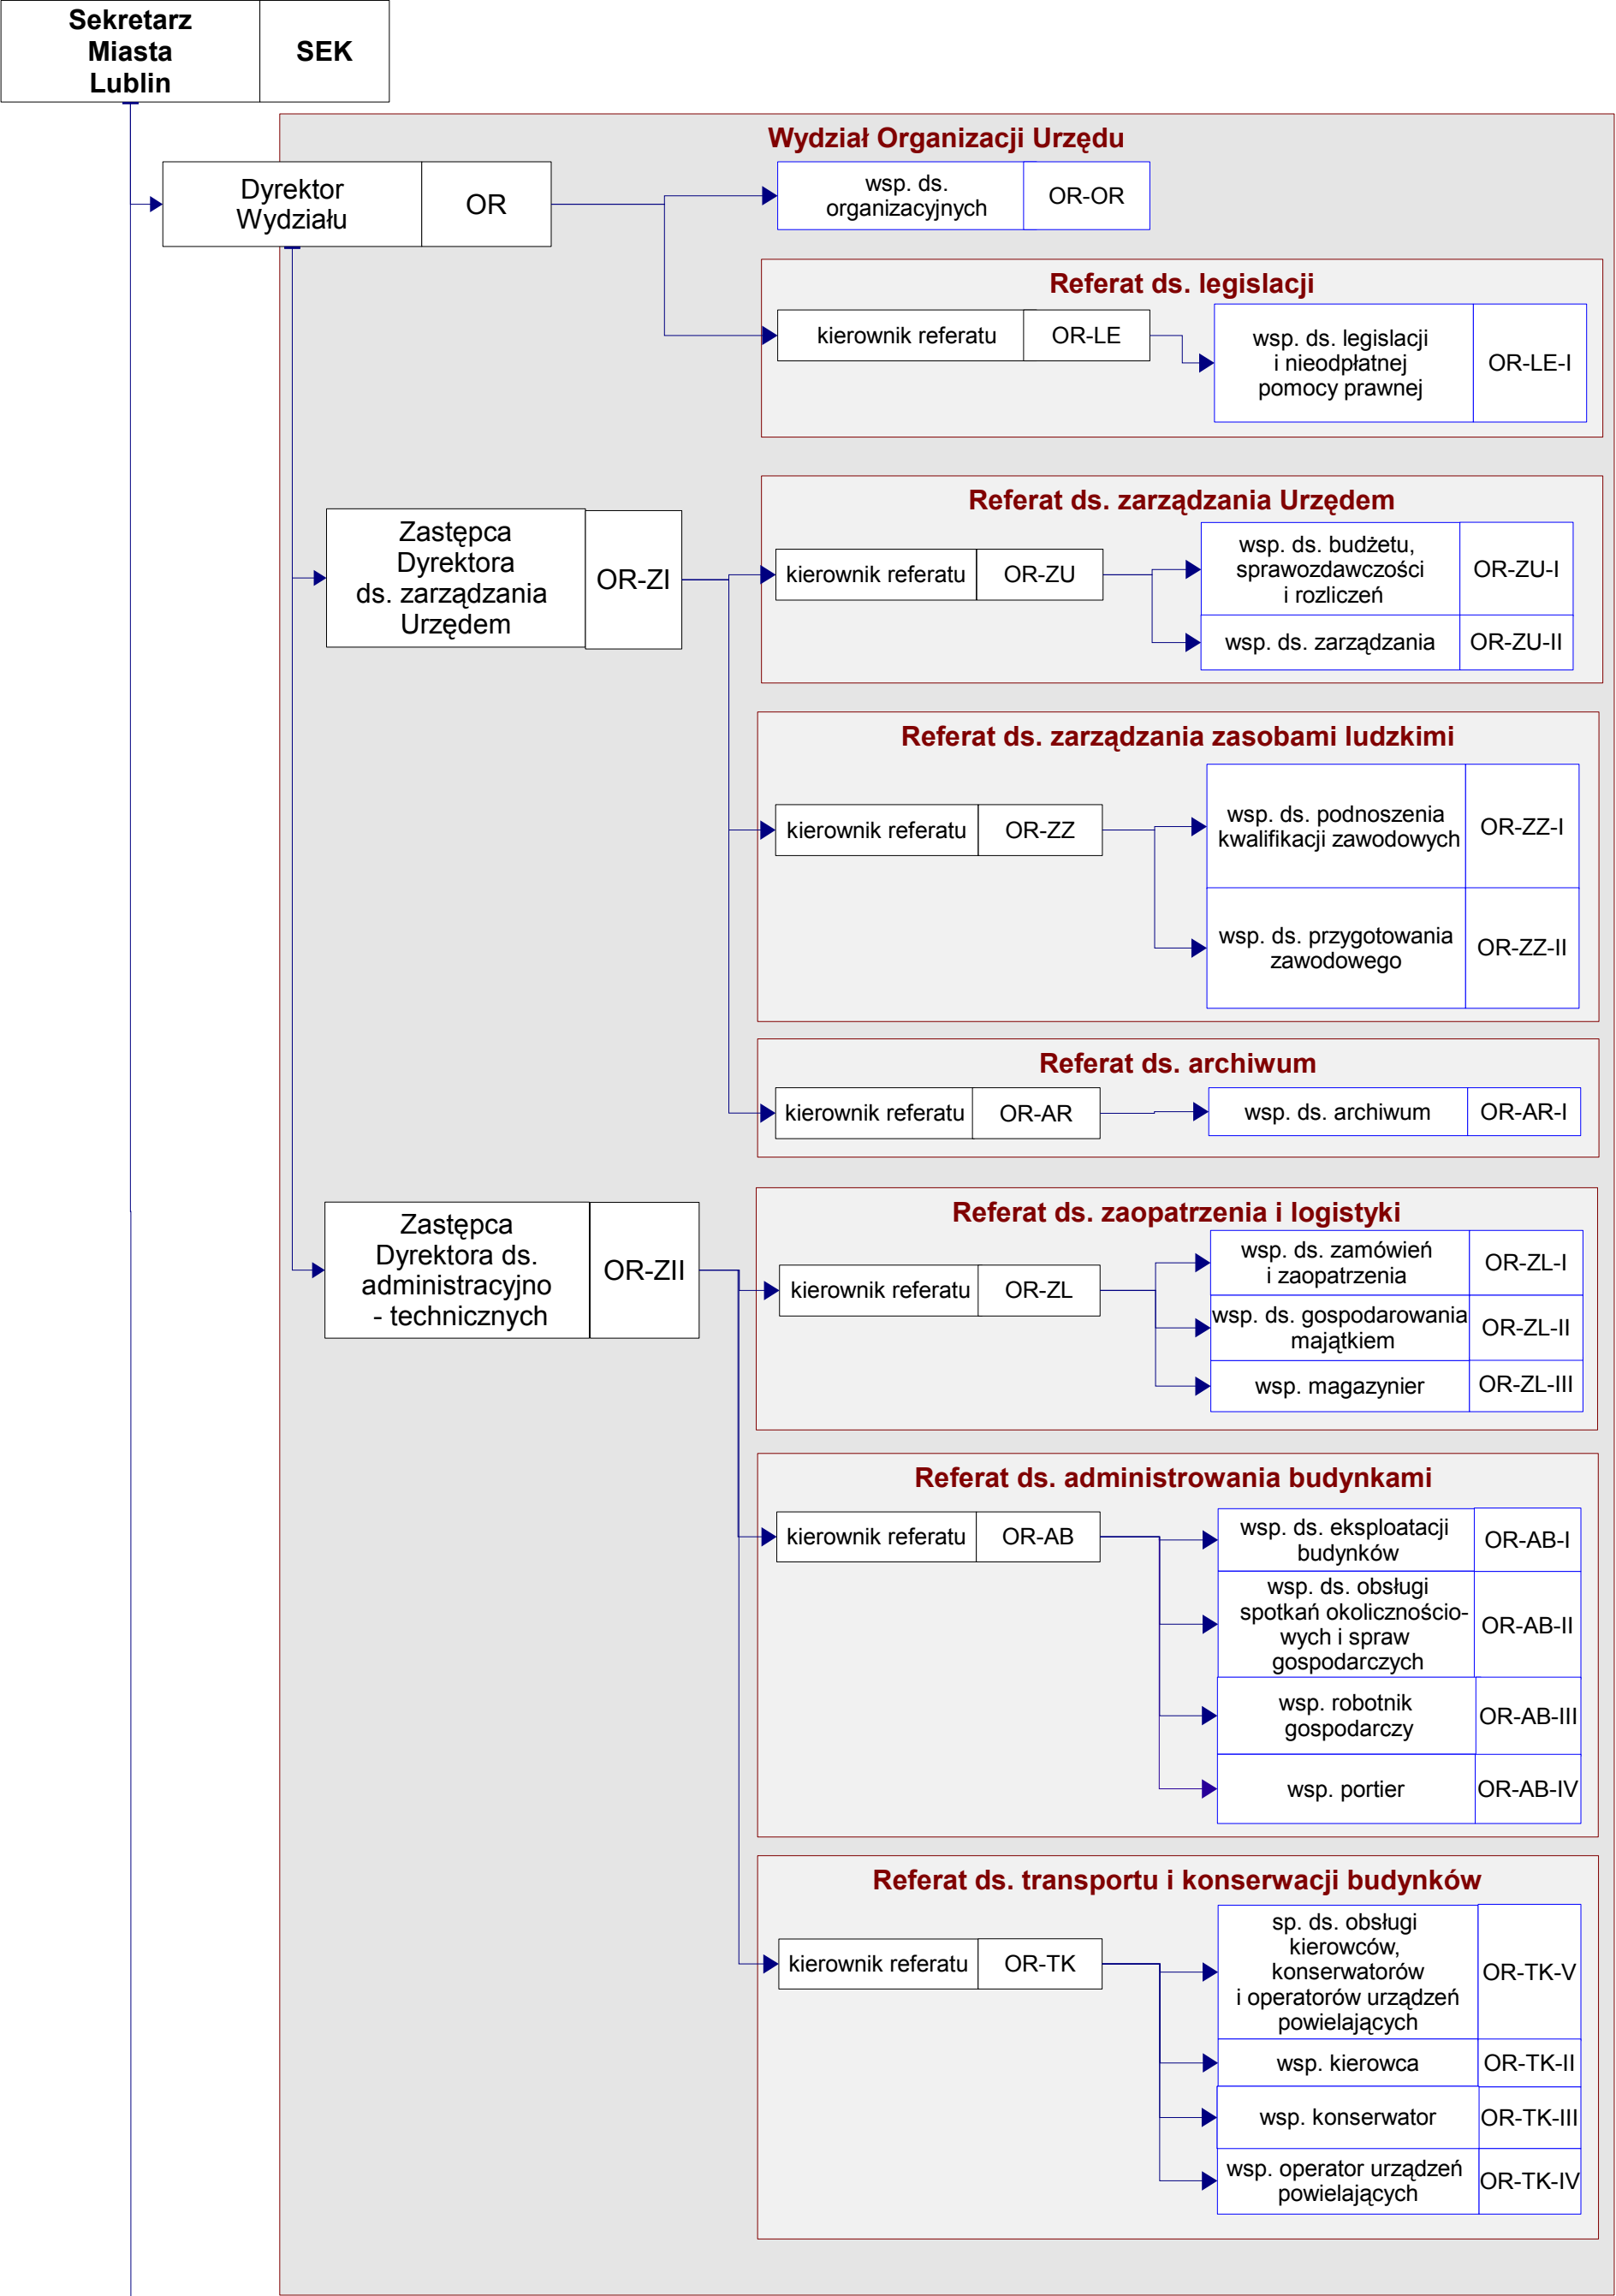 Sekretarz
Miasta
Lublin
SEK
Wydział Organizacji Urzędu
Dyrektor
Wydziału
OR
wsp. ds.
organizacyjnych
OR-OR
Referat ds. legislacji
kierownik referatu
OR-LE
wsp. ds. legislacji
i nieodpłatnej
pomocy prawnej
OR-LE-I
Zastępca
Dyrektora
ds. zarządzania
Urzędem
OR-ZI
Referat ds. zarządzania Urzędem
kierownik referatu
OR-ZU
wsp. ds. budżetu,
sprawozdawczości
i rozliczeń
OR-ZU-I
wsp. ds. zarządzania
OR-ZU-II
Referat ds. zarządzania zasobami ludzkimi
kierownik referatu
OR-ZZ
wsp. ds. podnoszenia
kwalifikacji zawodowych
OR-ZZ-I
wsp. ds. przygotowania
zawodowego
OR-ZZ-II
Referat ds. archiwum
kierownik referatu
OR-AR
wsp. ds. archiwum
OR-AR-I
Zastępca
Dyrektora ds.
administracyjno
- technicznych
OR-ZII
Referat ds. zaopatrzenia i logistyki
kierownik referatu
OR-ZL
wsp. ds. zamówień
i zaopatrzenia
OR-ZL-I
wsp. ds. gospodarowania
majątkiem
OR-ZL-II
wsp. magazynier
OR-ZL-III
Referat ds. administrowania budynkami
kierownik referatu
OR-AB
wsp. ds. eksploatacji
budynków
OR-AB-I
wsp. ds. obsługi
spotkań okolicznościo-
wych i spraw
gospodarczych
OR-AB-II
wsp. robotnik
gospodarczy
OR-AB-III
wsp. portier
OR-AB-IV
Referat ds. transportu i konserwacji budynków
kierownik referatu
OR-TK
sp. ds. obsługi
kierowców,
konserwatorów
i operatorów urządzeń
powielających
OR-TK-V
wsp. kierowca
OR-TK-II
wsp. konserwator
OR-TK-III
wsp. operator urządzeń
powielających
OR-TK-IV